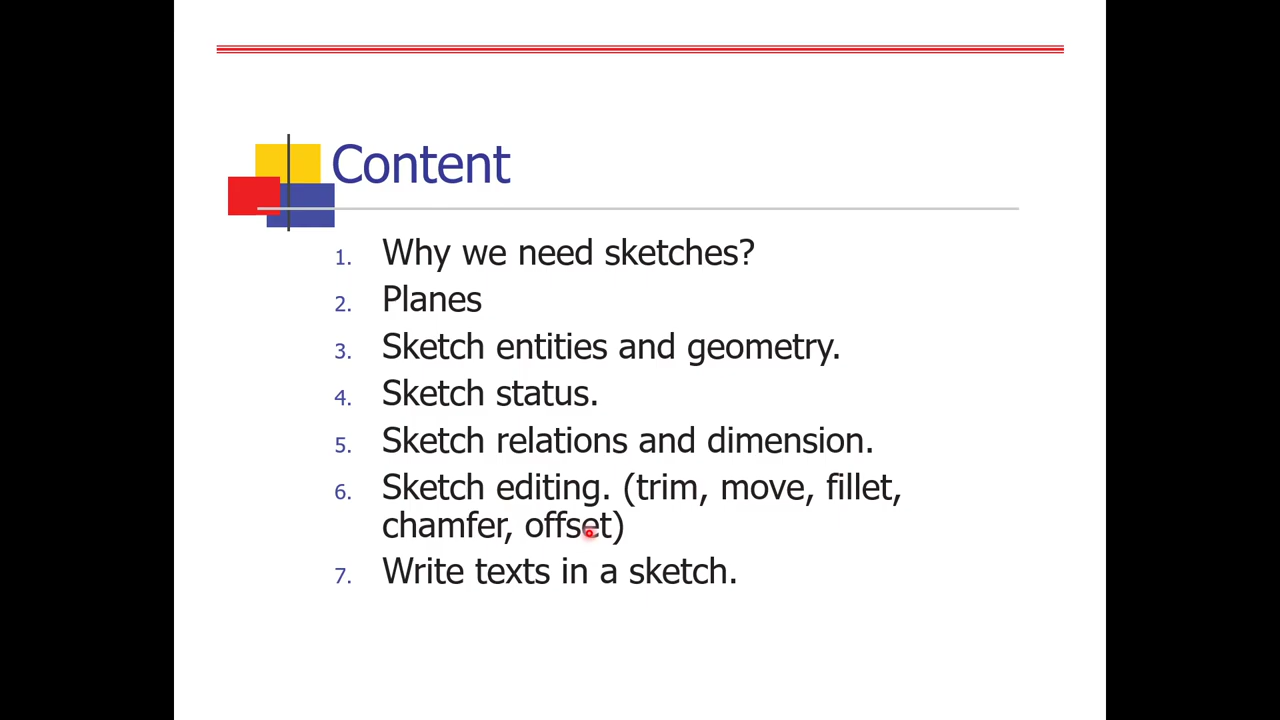 Content
1. Why we need sketches?
2. Planes
3. Sketch entities and geometry.
4. Sketch status.
5. Sketch relations and dimension.
6. Sketch editing. (trim, move, fillet,
chamfer, offset)
7. Write texts in a sketch.